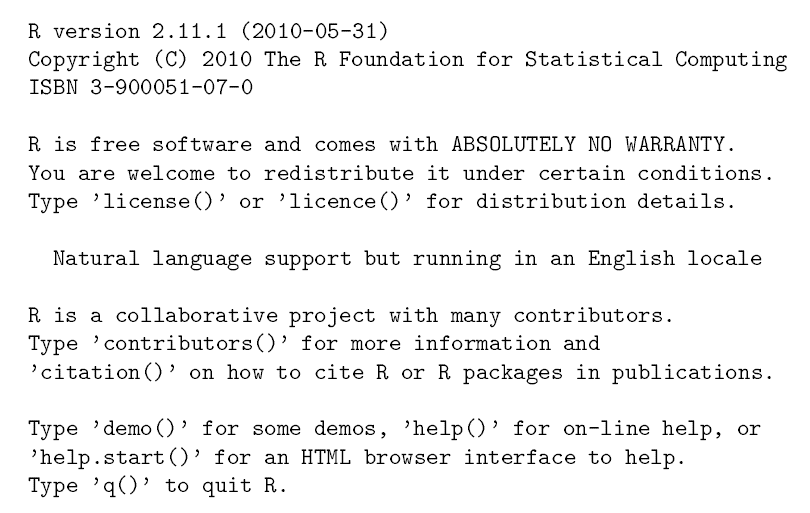 R version 2.11.1 (2010-05-31)
Copyright (C) 2010 The R Foundation for Statistical Computing
ISBN 3-900051-07-0

R is free software and comes with ABSOLUTELY NO WARRANTY.
You are welcome to redistribute it under certain conditions.
Type ’license()’ or ’licence()’ for distribution details.

  Natural language support but running in an English locale

R is a collaborative project with many contributors.
Type ’contributors()’ for more information and
’citation()’ on how to cite R or R packages in publications.

Type ’demo()’ for some demos, ’help()’ for on-line help, or
’help.start()’ for an HTML browser interface to help.
Type ’q()’ to quit R.